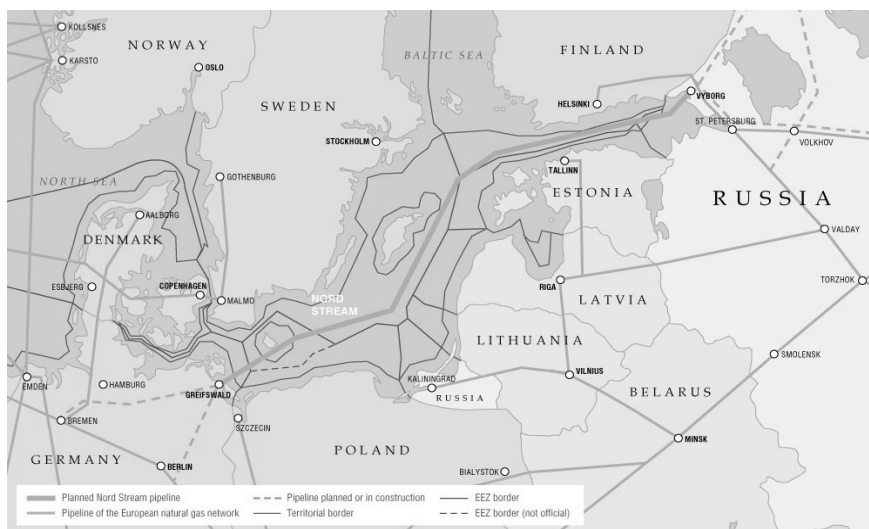 KOLLSNES
NORWAY
KARSTO
OSLO
BALTIC SEA
FINLAND
SWEDEN
HELSINKI
VYBORG
ST. PETERSBURG
VOLKHOV
STOCKHOLM
TALLINN
ESTONIA
NORTH SEA
GOTHENBURG
RUSSIA
AALBORG
DENMARK
VALDAY
ESBJERG
COPENHAGEN
MALMO
NORD
STREAM
RIGA
LATVIA
TORZHOK
LITHUANIA
SMOLENSK
EMDEN
HAMBURG
GREIFSWALD
KALININGRAD
RUSSIA
VILNIUS
BELARUS
BREMEN
SZCZECIN
MINSK
GERMANY
BERLIN
POLAND
BIALYSTOK
Planned Nord Stream pipeline
Pipeline planned or in construction
EEZ border
Pipeline of the European natural gas network
Territorial border
EEZ border (not official)